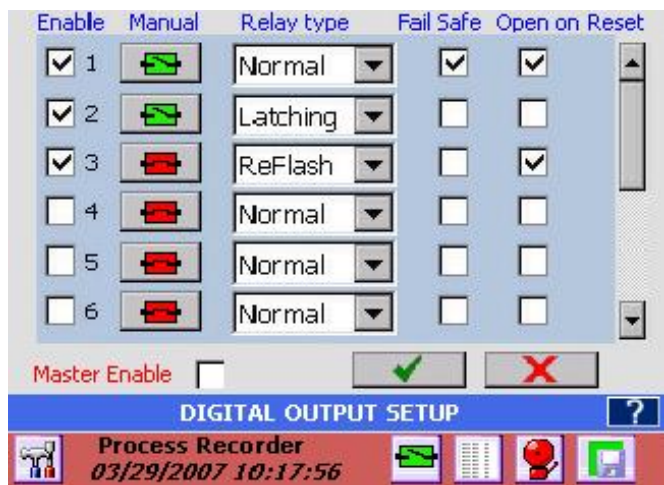 Enable Manual Relay type Fail Safe Open on Reset
1 Normal
2 Latching
3 ReFlash
4 Normal
5 Normal
6 Normal
Master Enable
DIGITAL OUTPUT SETUP ?
Process Recorder
03/29/2007 10:17:56